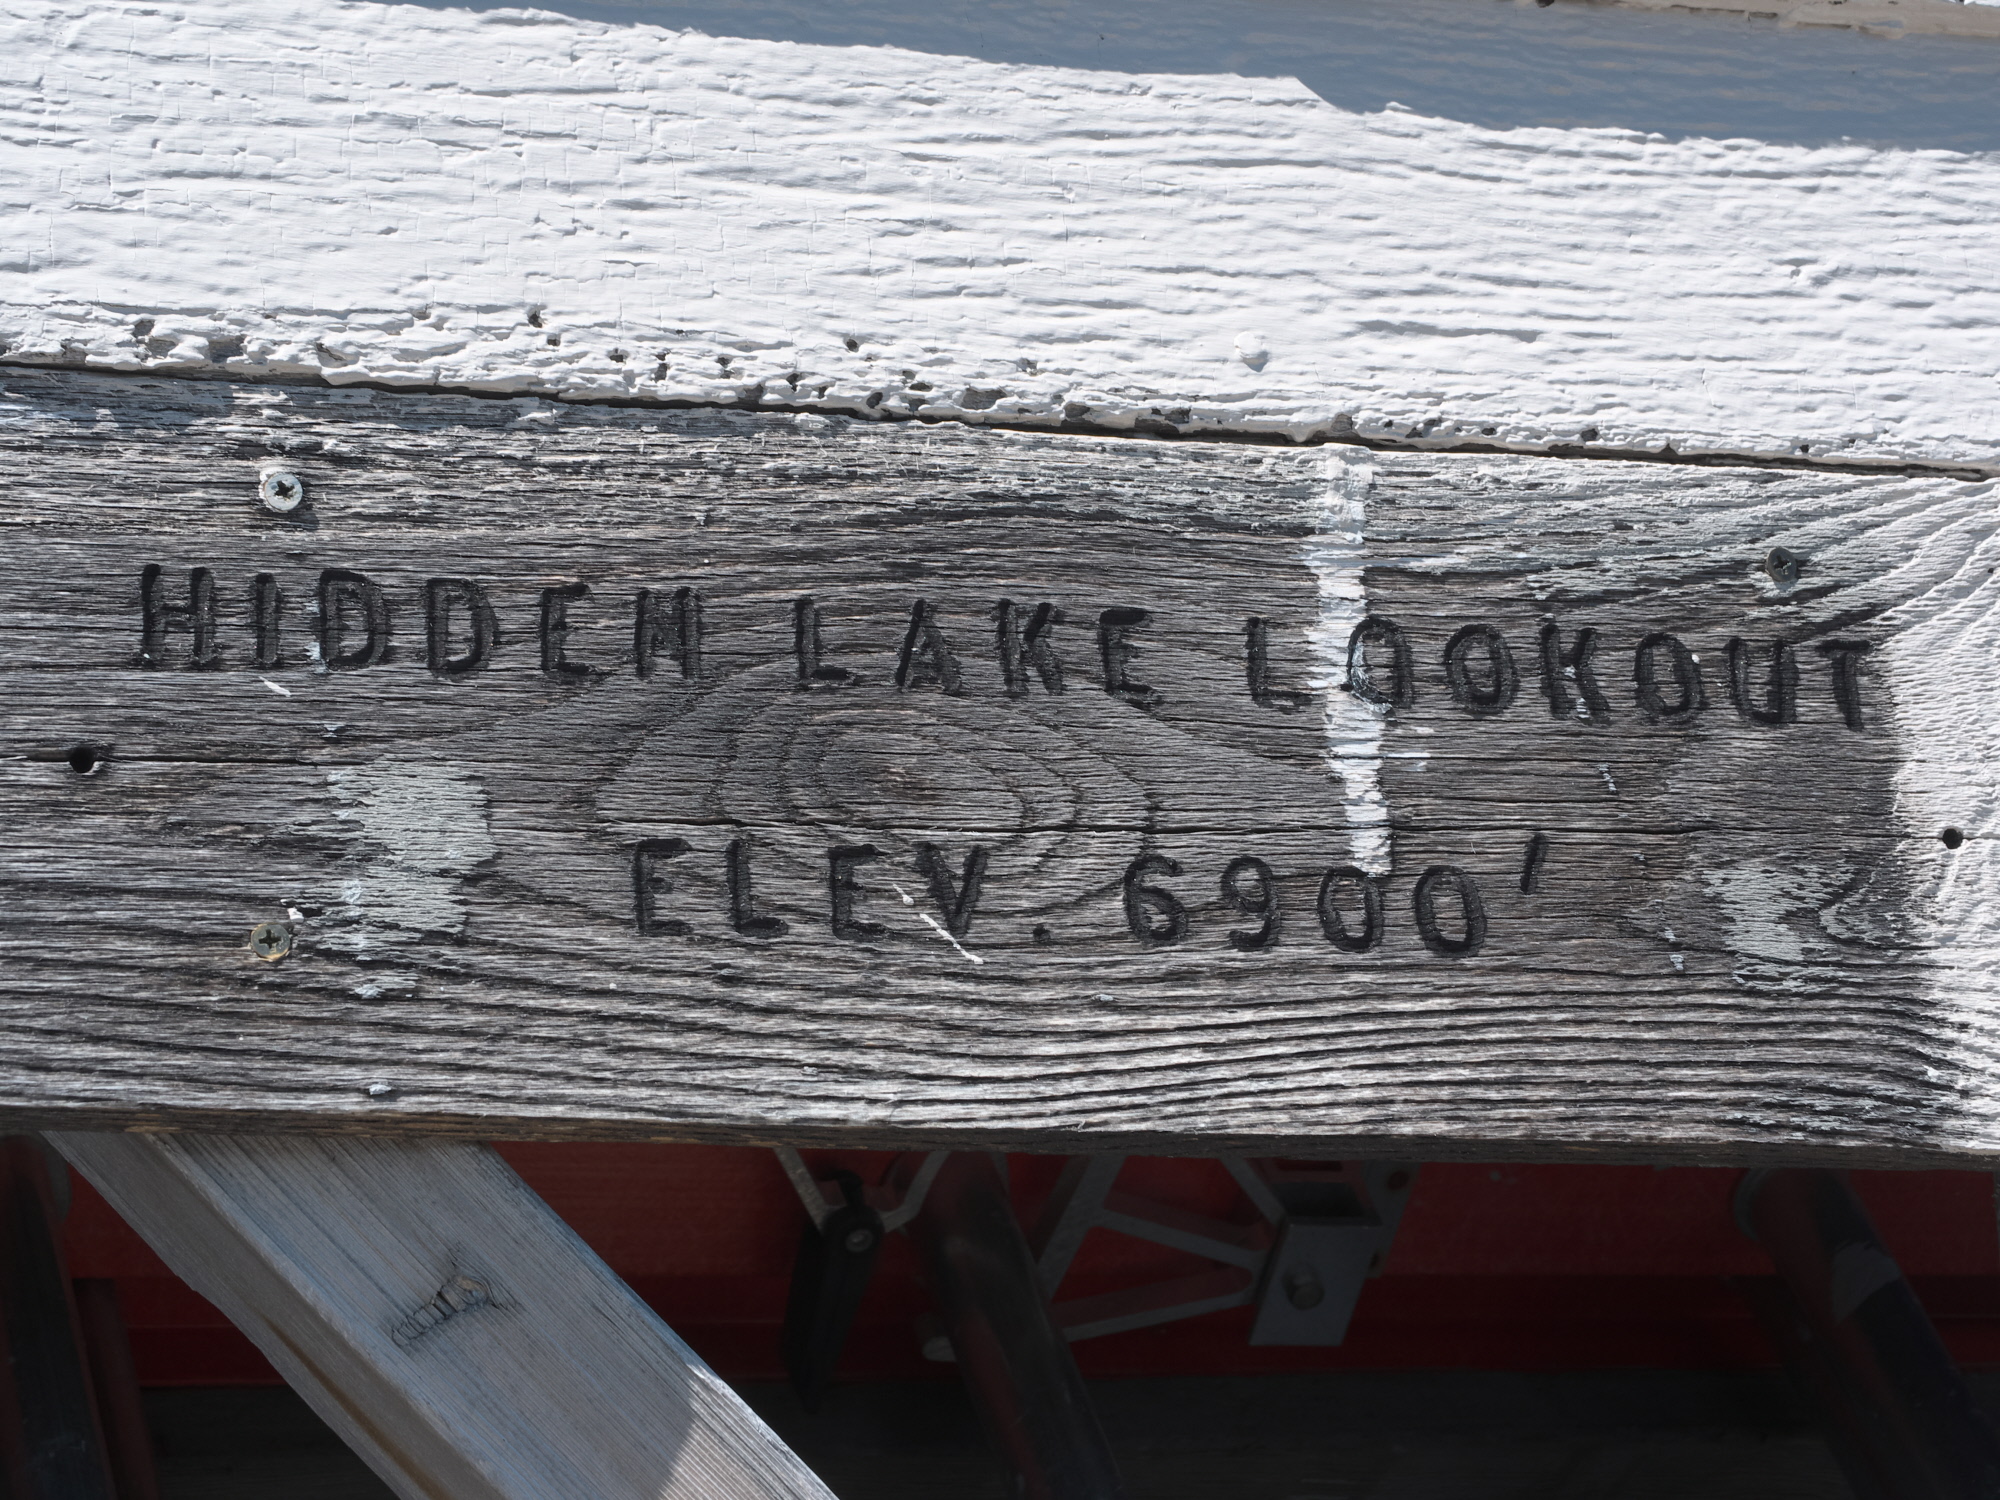 HIDDEN LAKE LOOKOUT
ELEV. 6900'